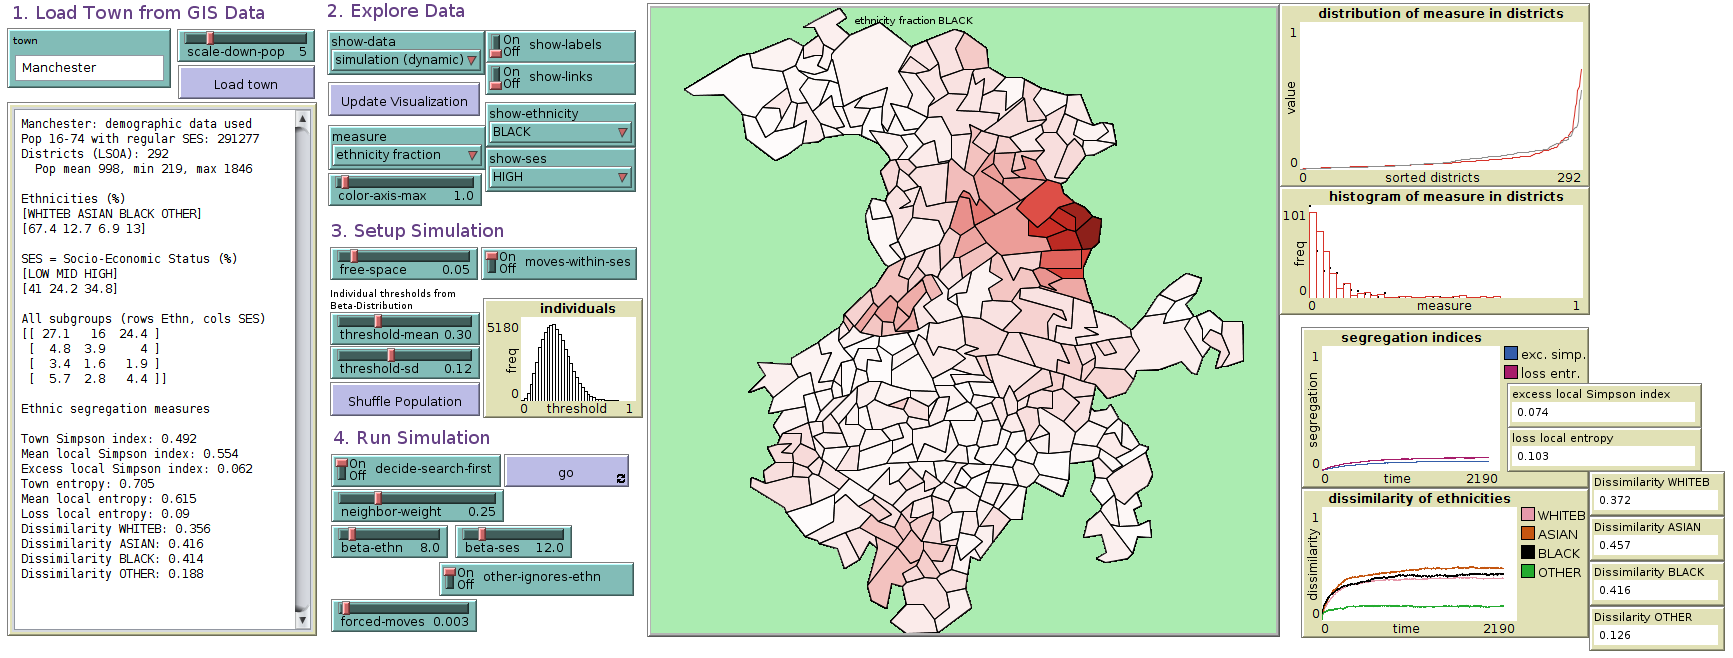 1. Load Town from GIS Data
town
Manchester
scale-down-pop 5
Load town
Manchester: demographic data used
Pop 16-74 with regular SES: 291277
Districts (LSOA): 292
Pop mean 998, min 219, max 1846
Ethnicities (%)
[WHITEB ASIAN BLACK OTHER]
[67.4 12.7 6.9 13]
SES = Socio-Economic Status (%)
[LOW MID HIGH]
[41 24.2 34.8]
All subgroups (rows Ethn, cols SES)
[[ 27.1 16 24.4 ]
[ 4.8 3.9 4 ]
[ 3.4 1.6 1.9 ]
[ 5.7 2.8 4.4 ]]
Ethnic segregation measures
Town Simpson index: 0.492
Mean local Simpson index: 0.554
Excess local Simpson index: 0.062
Town entropy: 0.705
Mean local entropy: 0.615
Loss local entropy: 0.09
Dissimilarity WHITEB: 0.356
Dissimilarity ASIAN: 0.416
Dissimilarity BLACK: 0.414
Dissimilarity OTHER: 0.188
2. Explore Data
show-data
simulation (dynamic)
On
Off
show-labels
On
Off
show-links
Update Visualization
show-ethnicity
BLACK
measure
ethnicity fraction
show-ses
HIGH
color-axis-max 1.0
3. Setup Simulation
free-space 0.05
On
Off
moves-within-ses
Individual thresholds from
Beta-Distribution
threshold-mean 0.30
threshold-sd 0.12
Shuffle Population
individuals
5180
freq
0
0 threshold 1
4. Run Simulation
On
Off
decide-search-first
go
neighbor-weight 0.25
beta-ethn 8.0
beta-ses 12.0
On
Off
other-ignores-ethn
forced-moves 0.003
ethnicity fraction BLACK
distribution of measure in districts
1
value
0
0 sorted districts 292
histogram of measure in districts
101
freq
0
0 measure 1
segregation indices
1
segregation
0
0 time 2190
exc. simp.
loss entr.
excess local Simpson index
0.074
loss local entropy
0.103
dissimilarity of ethnicities
1
dissimilarity
0
0 time 2190
WHITEB
ASIAN
BLACK
OTHER
Dissimilarity WHITEB
0.372
Dissimilarity ASIAN
0.457
Dissimilarity BLACK
0.416
Dissilarity OTHER
0.126